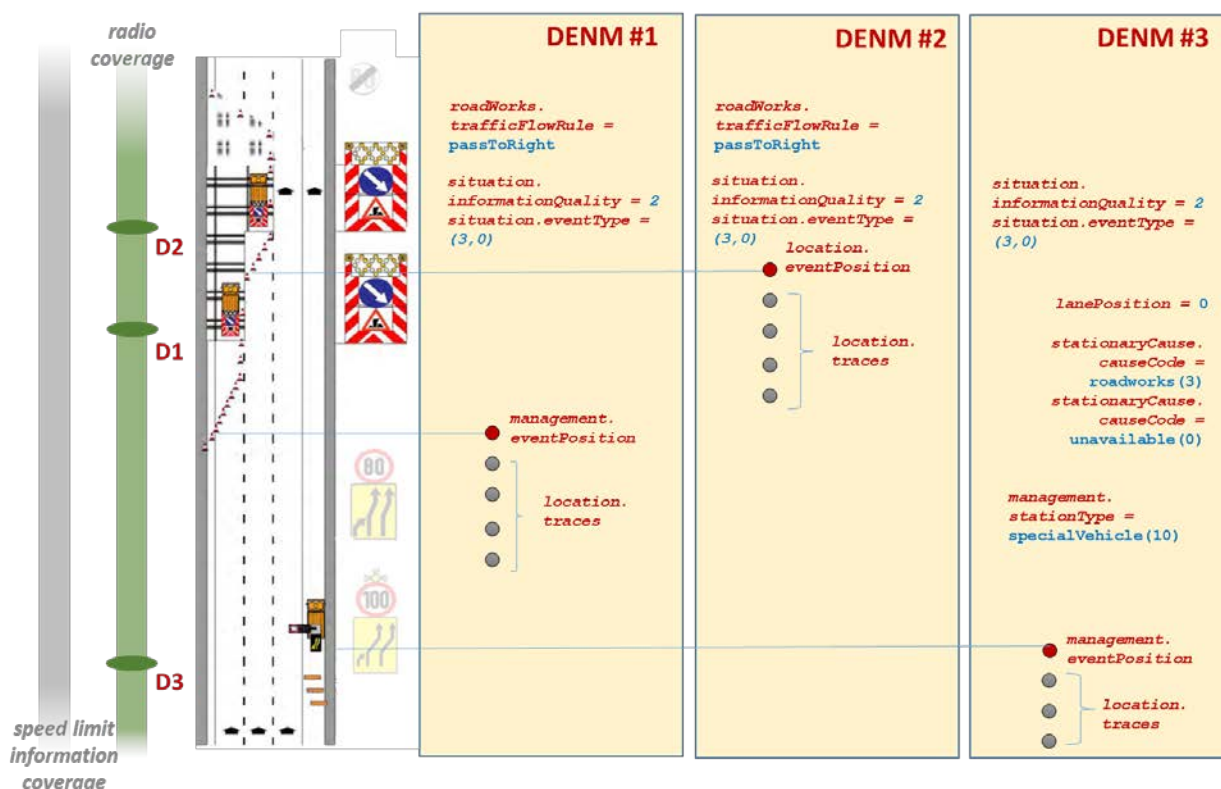 radio
coverage
DENM #1
DENM #2
DENM #3
roadWorks.
trafficFlowRule =
passToRight
situation.
informationQuality = 2
situation.eventType =
(3,0)
management.
eventPosition
location.
traces
roadWorks.
trafficFlowRule =
passToRight
situation.
informationQuality = 2
situation.eventType =
(3,0)
location.
eventPosition
location.
traces
situation.
informationQuality = 2
situation.eventType =
(3,0)
lanePosition = 0
stationaryCause.
causeCode =
roadworks(3)
stationaryCause.
causeCode =
unavailable(0)
management.
stationType =
specialVehicle(10)
management.
eventPosition
location.
traces
D2
D1
D3
80
100
speed limit
information
coverage